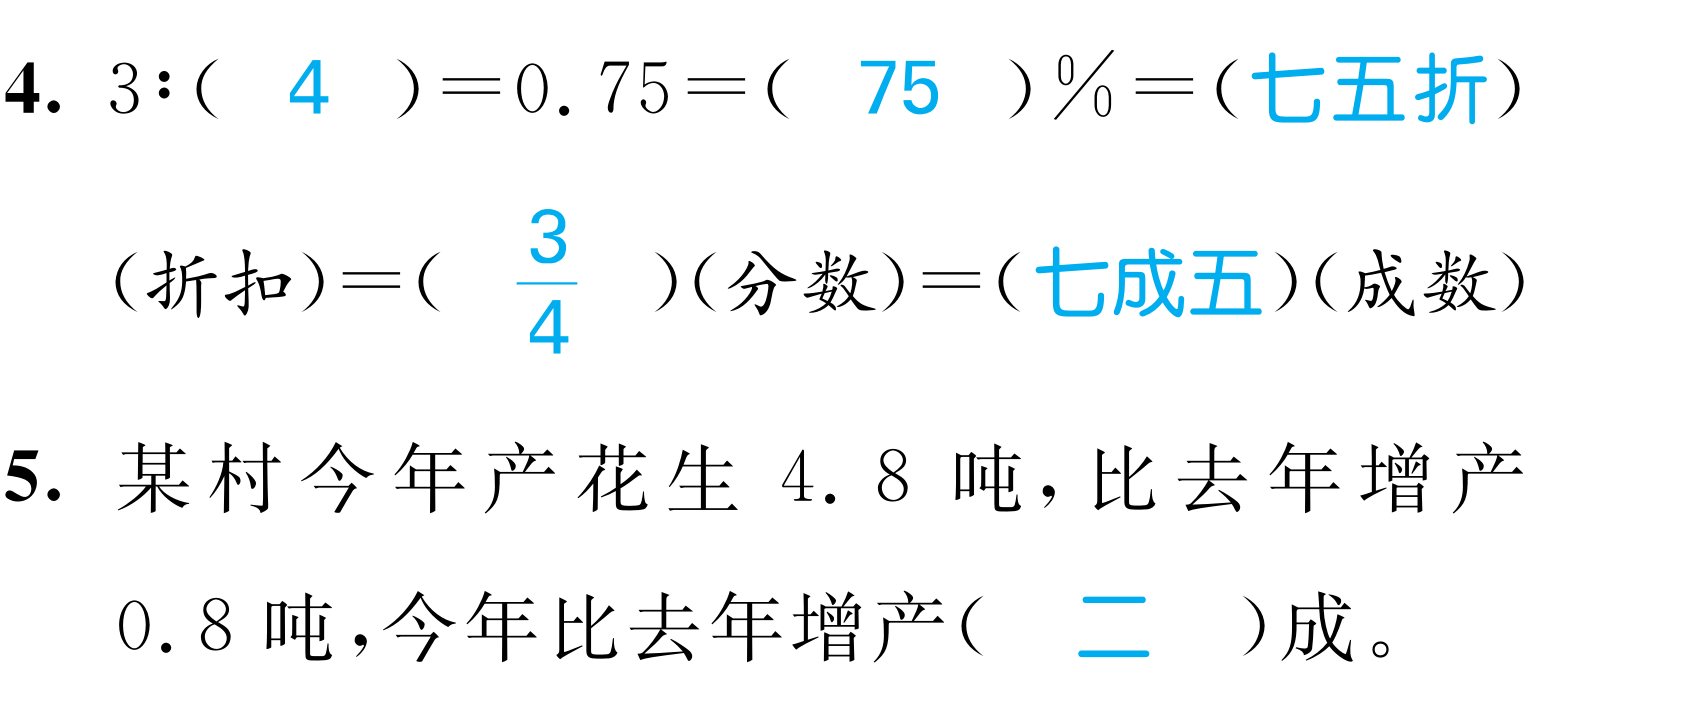 4. 3∶( 4 )=0.75=( 75 )%=(七五折)
(折扣)=( 3/4 )(分数)=(七成五)(成数)
5. 某村今年产花生 4.8 吨,比去年增产
0.8 吨,今年比去年增产( 二 )成。